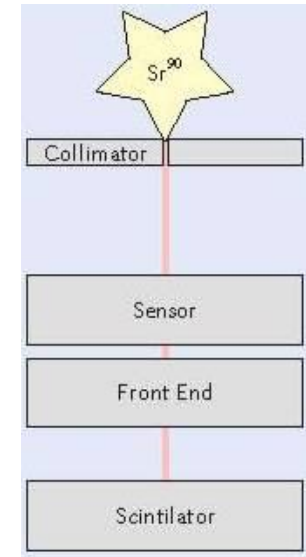 Sr⁹⁰
Collimator
Sensor
Front End
Scintilator